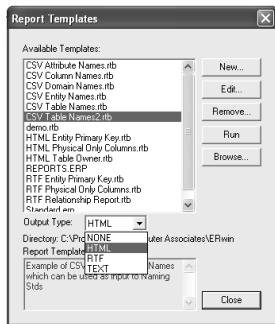 Report Templates
Available Templates:
CSV Attribute Names.rtb
CSV Column Names.rtb
CSV Domain Names.rtb
CSV Entity Names.rtb
CSV Table Names.rtb
CSV Table Names2.rtb
demo.rtb
HTML Entity Primary Key.rtb
HTML Physical Only Columns.rtb
HTML Table Owner.rtb
REPORTS.ERP
RTF Entity Primary Key.rtb
RTF Physical Only Columns.rtb
RTF Relationship Report.rtb
Standard.erp
New...
Edit...
Remove...
Run
Browse...
Output Type: HTML
NONE
HTML
RTF
TEXT
Directory: C:\Pro uter Associates\ERwin
Report Template
Example of CSV Names
which can be used as input to Naming
Stds
Close